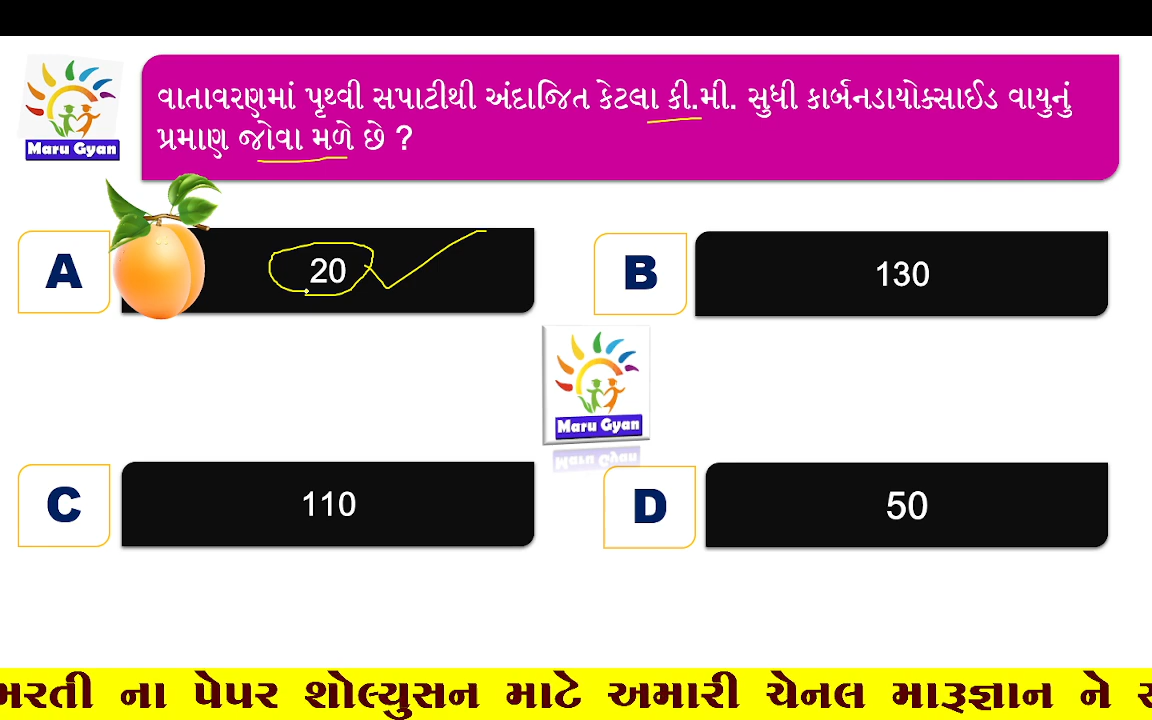 વાતાવરણમાં પૃથ્વી સપાટીથી અંદાજિત કેટલા કી.મી. સુધી કાર્બનડાયોક્સાઈડ વાયુનું
પ્રમાણ જોવા મળે છે ?
Maru Gyan
A
20
B
130
Maru Gyan
C
110
D
50
ના પેપર શોલ્યુસન માટે અમારી ચેનલ મારૂજ્ઞાન ને